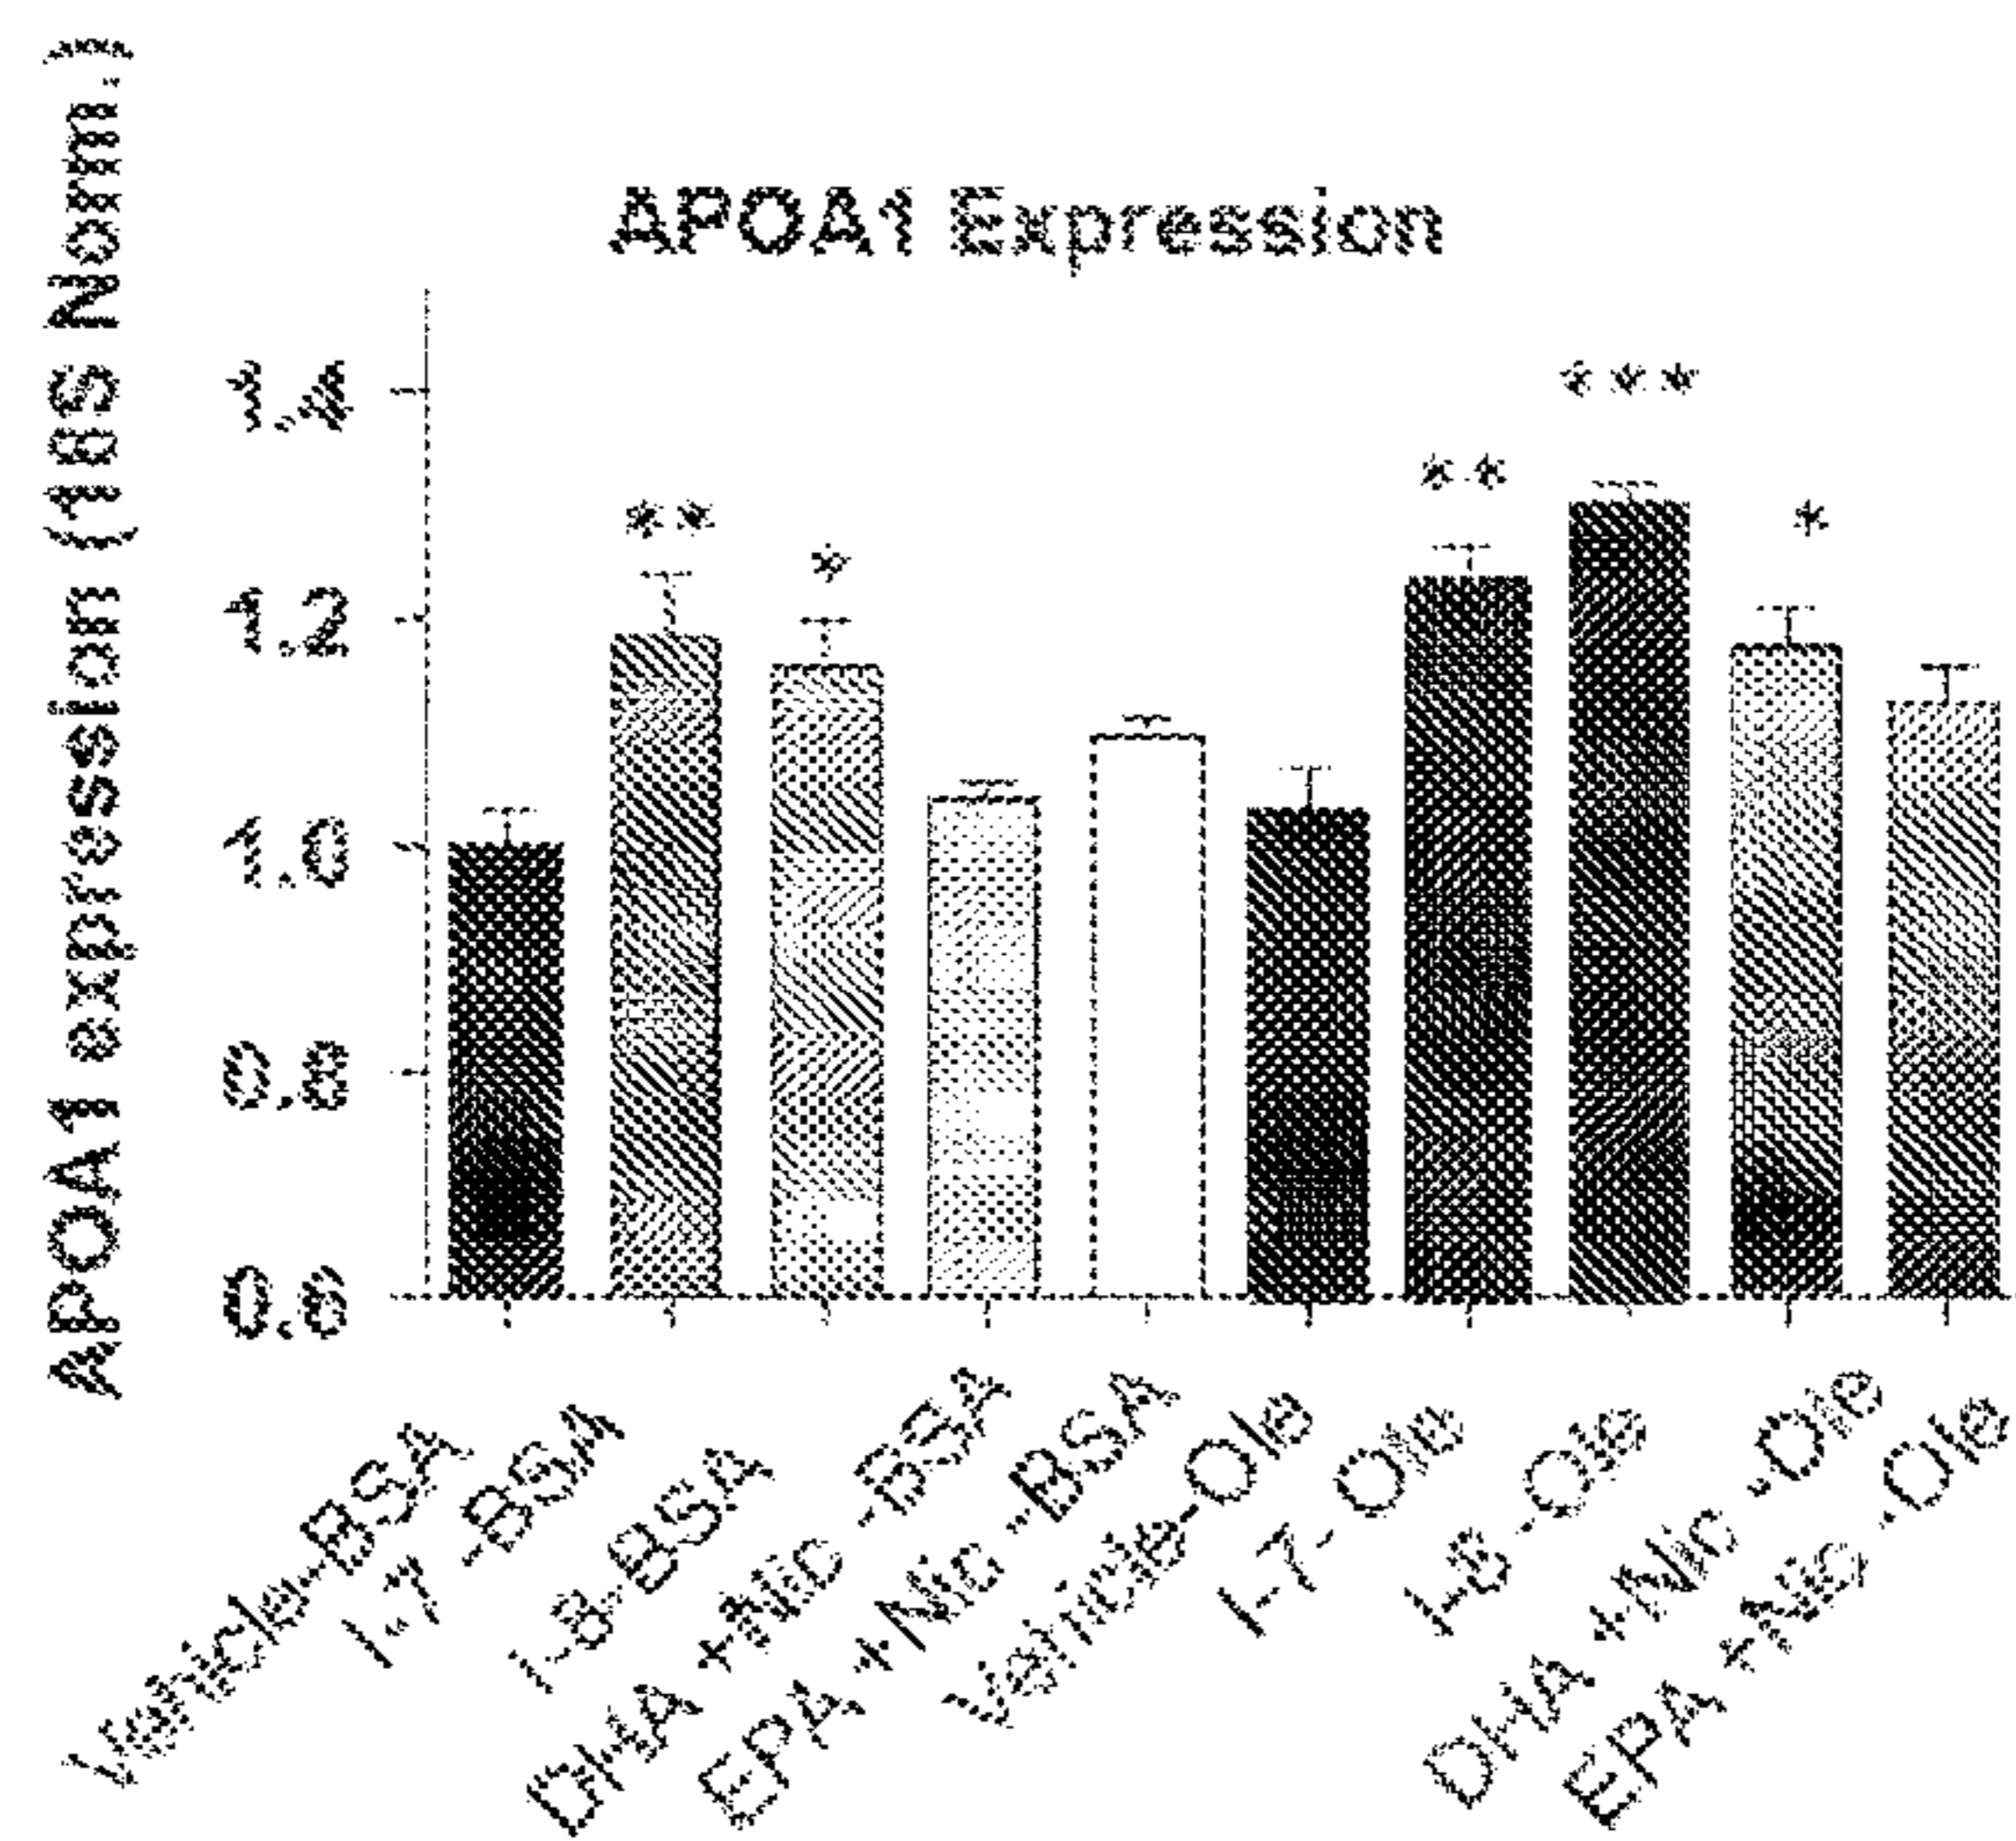 APOA1 Expression
APOA1 expression (18S Norm.)
1.4
1.2
1.0
0.8
0.6
**
*
**
***
*
Vehicle-BSA
I-7 -BSA
I-8-BSA
DHA +Nic -BSA
EPA +Nic -BSA
Vehicle-Ole
I-7- Ole
I-8 -Ole
DHA +Nic -Ole
EPA +Nic -Ole